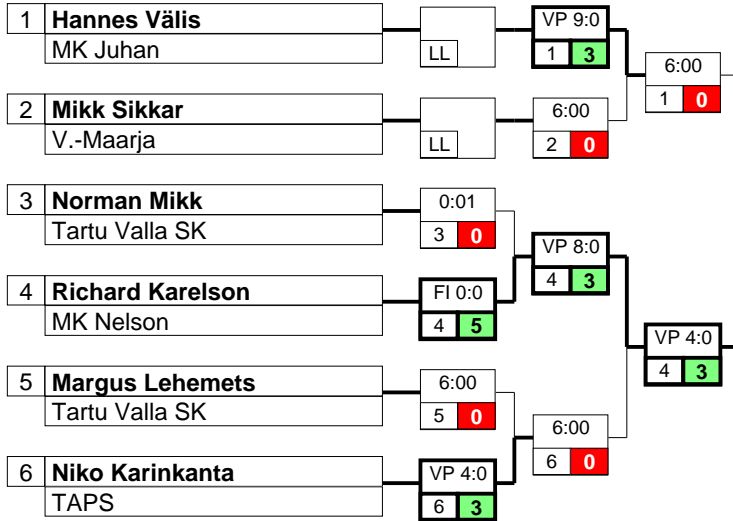 1 Hannes Välis
MK Juhan
LL
VP 9:0
1 3
6:00
1 0
2 Mikk Sikkar
V.-Maarja
LL
6:00
2 0
3 Norman Mikk
Tartu Valla SK
0:01
3 0
VP 8:0
4 3
4 Richard Karelson
MK Nelson
FI 0:0
4 5
VP 4:0
4 3
5 Margus Lehemets
Tartu Valla SK
6:00
5 0
6:00
6 0
6 Niko Karinkanta
TAPS
VP 4:0
6 3